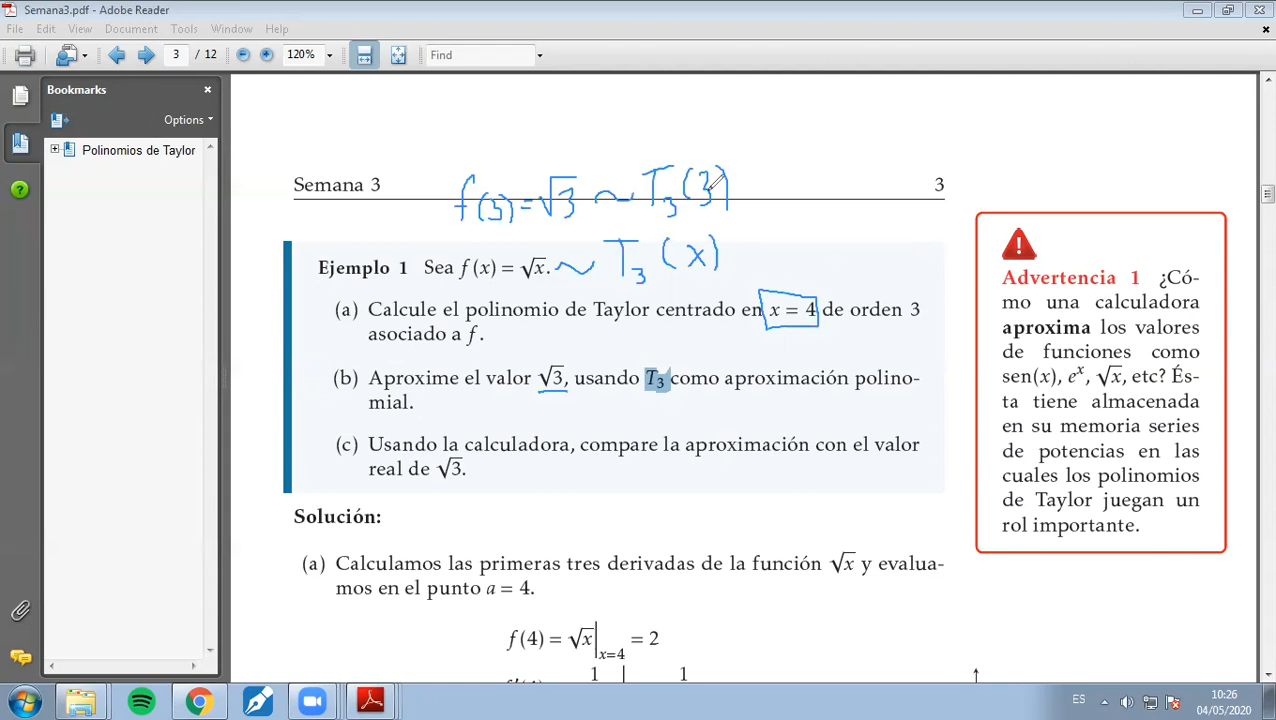 Semana3.pdf - Adobe Reader
File Edit View Document Tools Window Help
3 / 12 120% Find
Bookmarks
Options
Polinomios de Taylor
Semana 3 3
f(3)=√3 ~ T₃(3)
~ T₃(x)
Ejemplo 1 Sea f(x) = √x.
(a) Calcule el polinomio de Taylor centrado en x = 4 de orden 3
asociado a f.
(b) Aproxime el valor √3, usando T₃ como aproximación polino-
mial.
(c) Usando la calculadora, compare la aproximación con el valor
real de √3.
Advertencia 1 ¿Có-
mo una calculadora
aproxima los valores
de funciones como
sen(x), eˣ, √x, etc? És-
ta tiene almacenada
en su memoria series
de potencias en las
cuales los polinomios
de Taylor juegan un
rol importante.
Solución:
(a) Calculamos las primeras tres derivadas de la función √x y evalua-
mos en el punto a = 4.
f(4) = √x|ₓ₌₄ = 2
1 1
ES 10:26
04/05/2020